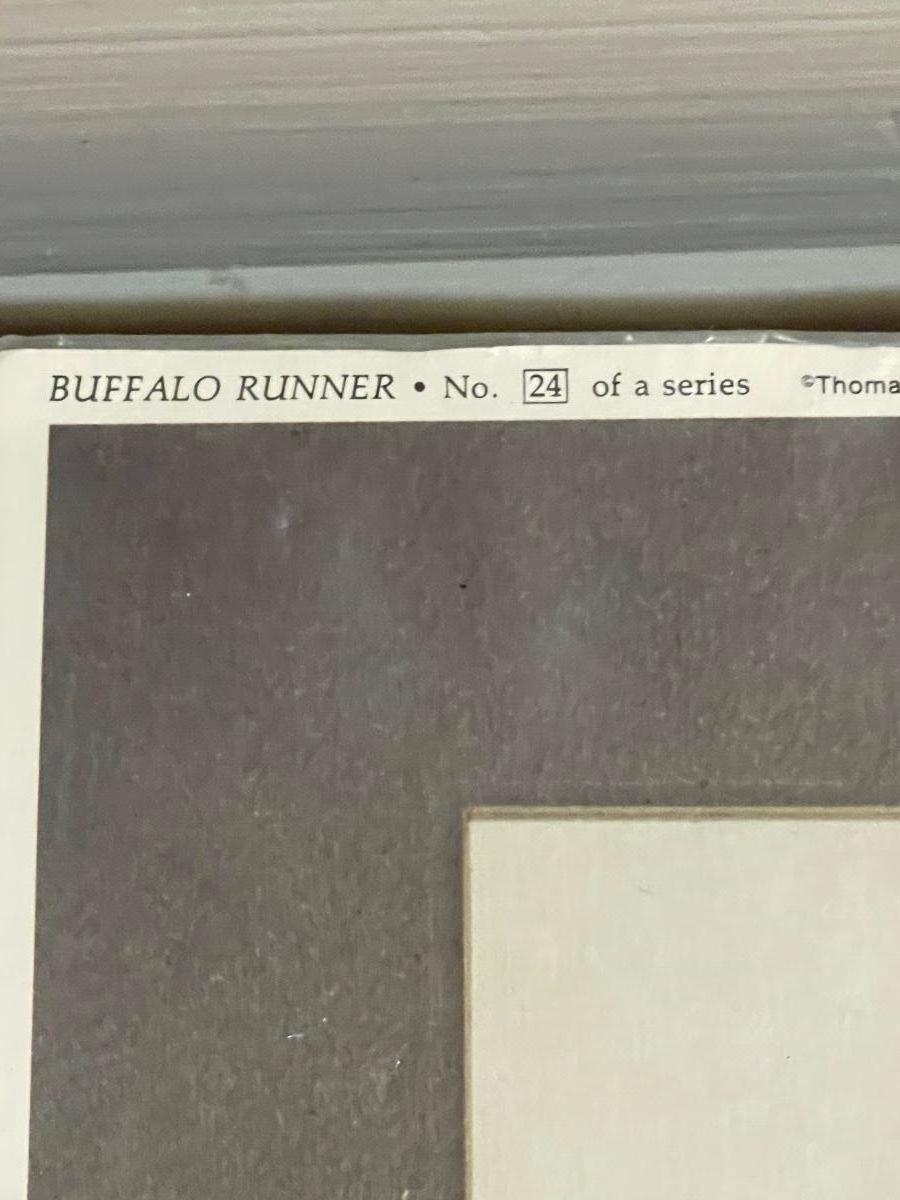 BUFFALO RUNNER • No. 24 of a series ©Thoma